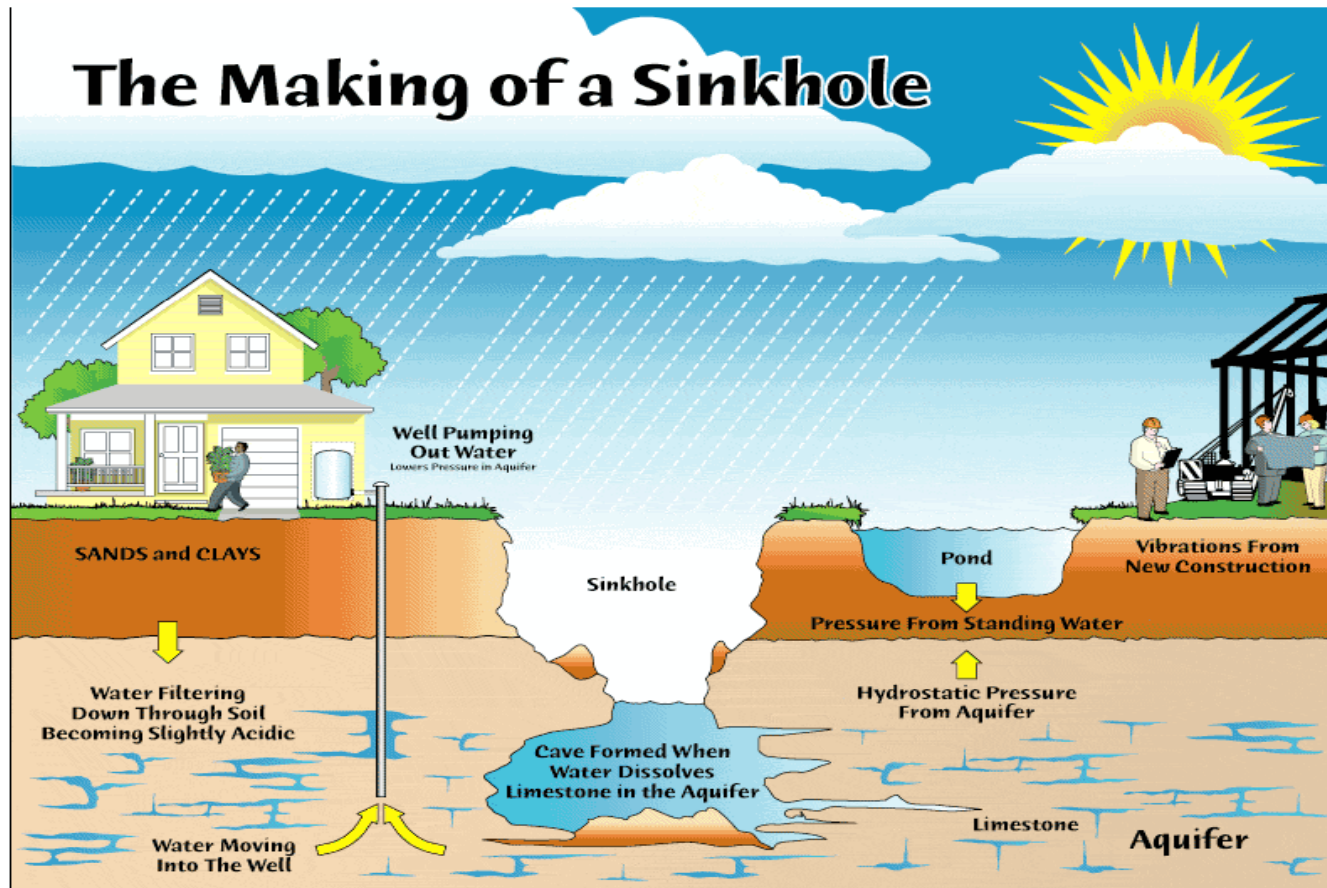 The Making of a Sinkhole
Well Pumping
Out Water
Lowers Pressure in Aquifer
SANDS and CLAYS
Sinkhole
Pond
Vibrations From
New Construction
Pressure From Standing Water
Water Filtering
Down Through Soil
Becoming Slightly Acidic
Hydrostatic Pressure
From Aquifer
Cave Formed When
Water Dissolves
Limestone in the Aquifer
Limestone
Aquifer
Water Moving
Into The Well